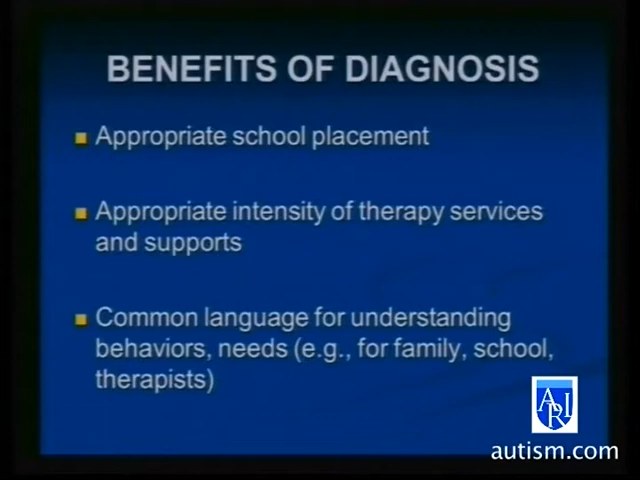 BENEFITS OF DIAGNOSIS
Appropriate school placement
Appropriate intensity of therapy services
and supports
Common language for understanding
behaviors, needs (e.g., for family, school,
therapists)
ARI
autism.com